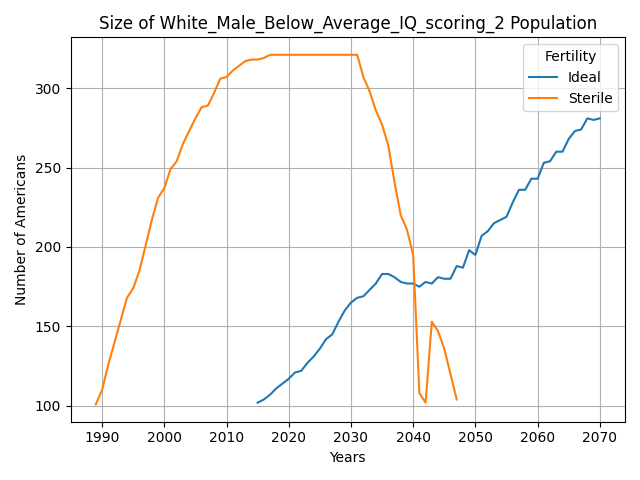 Size of White_Male_Below_Average_IQ_scoring_2 Population
Fertility
Ideal
Sterile
Number of Americans
300
250
200
150
100
1990 2000 2010 2020 2030 2040 2050 2060 2070
Years